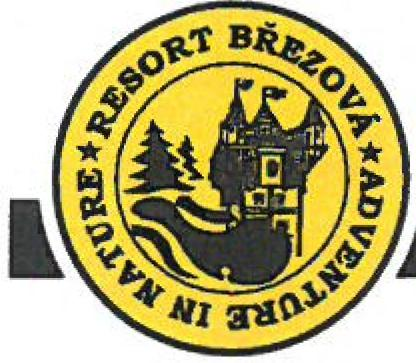 RESORT BŘEZOVÁ
★ADVENTURE IN NATURE★